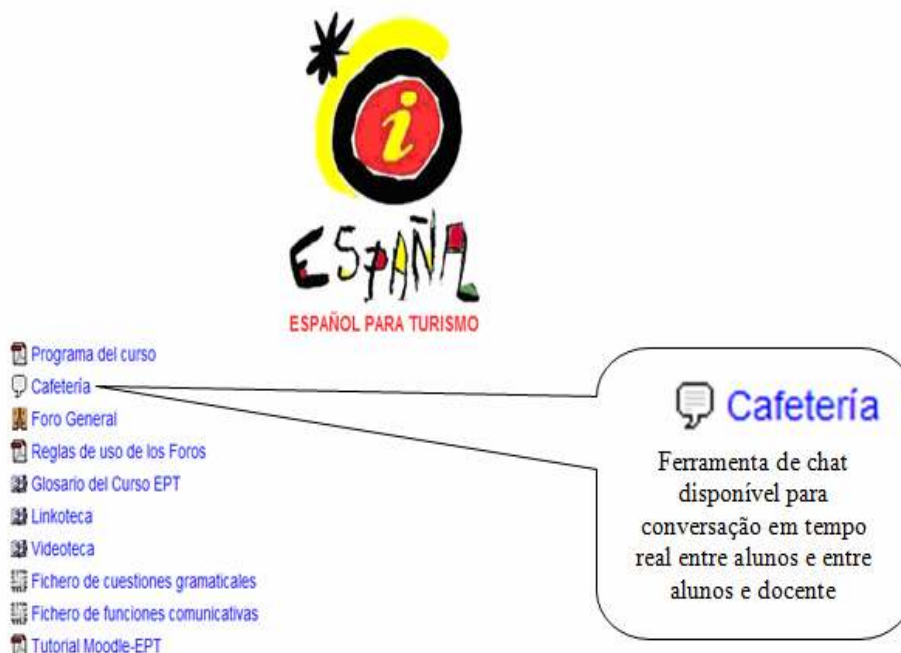 i
ESPAÑA
ESPAÑOL PARA TURISMO
Programa del curso
Cafetería
Foro General
Reglas de uso de los Foros
Glosario del Curso EPT
Linkoteca
Videoteca
Fichero de cuestiones gramaticales
Fichero de funciones comunicativas
Tutorial Moodle-EPT
Cafetería
Ferramenta de chat
disponível para
conversação em tempo
real entre alunos e entre
alunos e docente